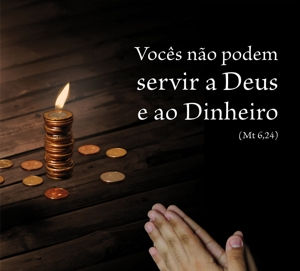 Vocês não podem
servir a Deus
e ao Dinheiro
(Mt 6,24)